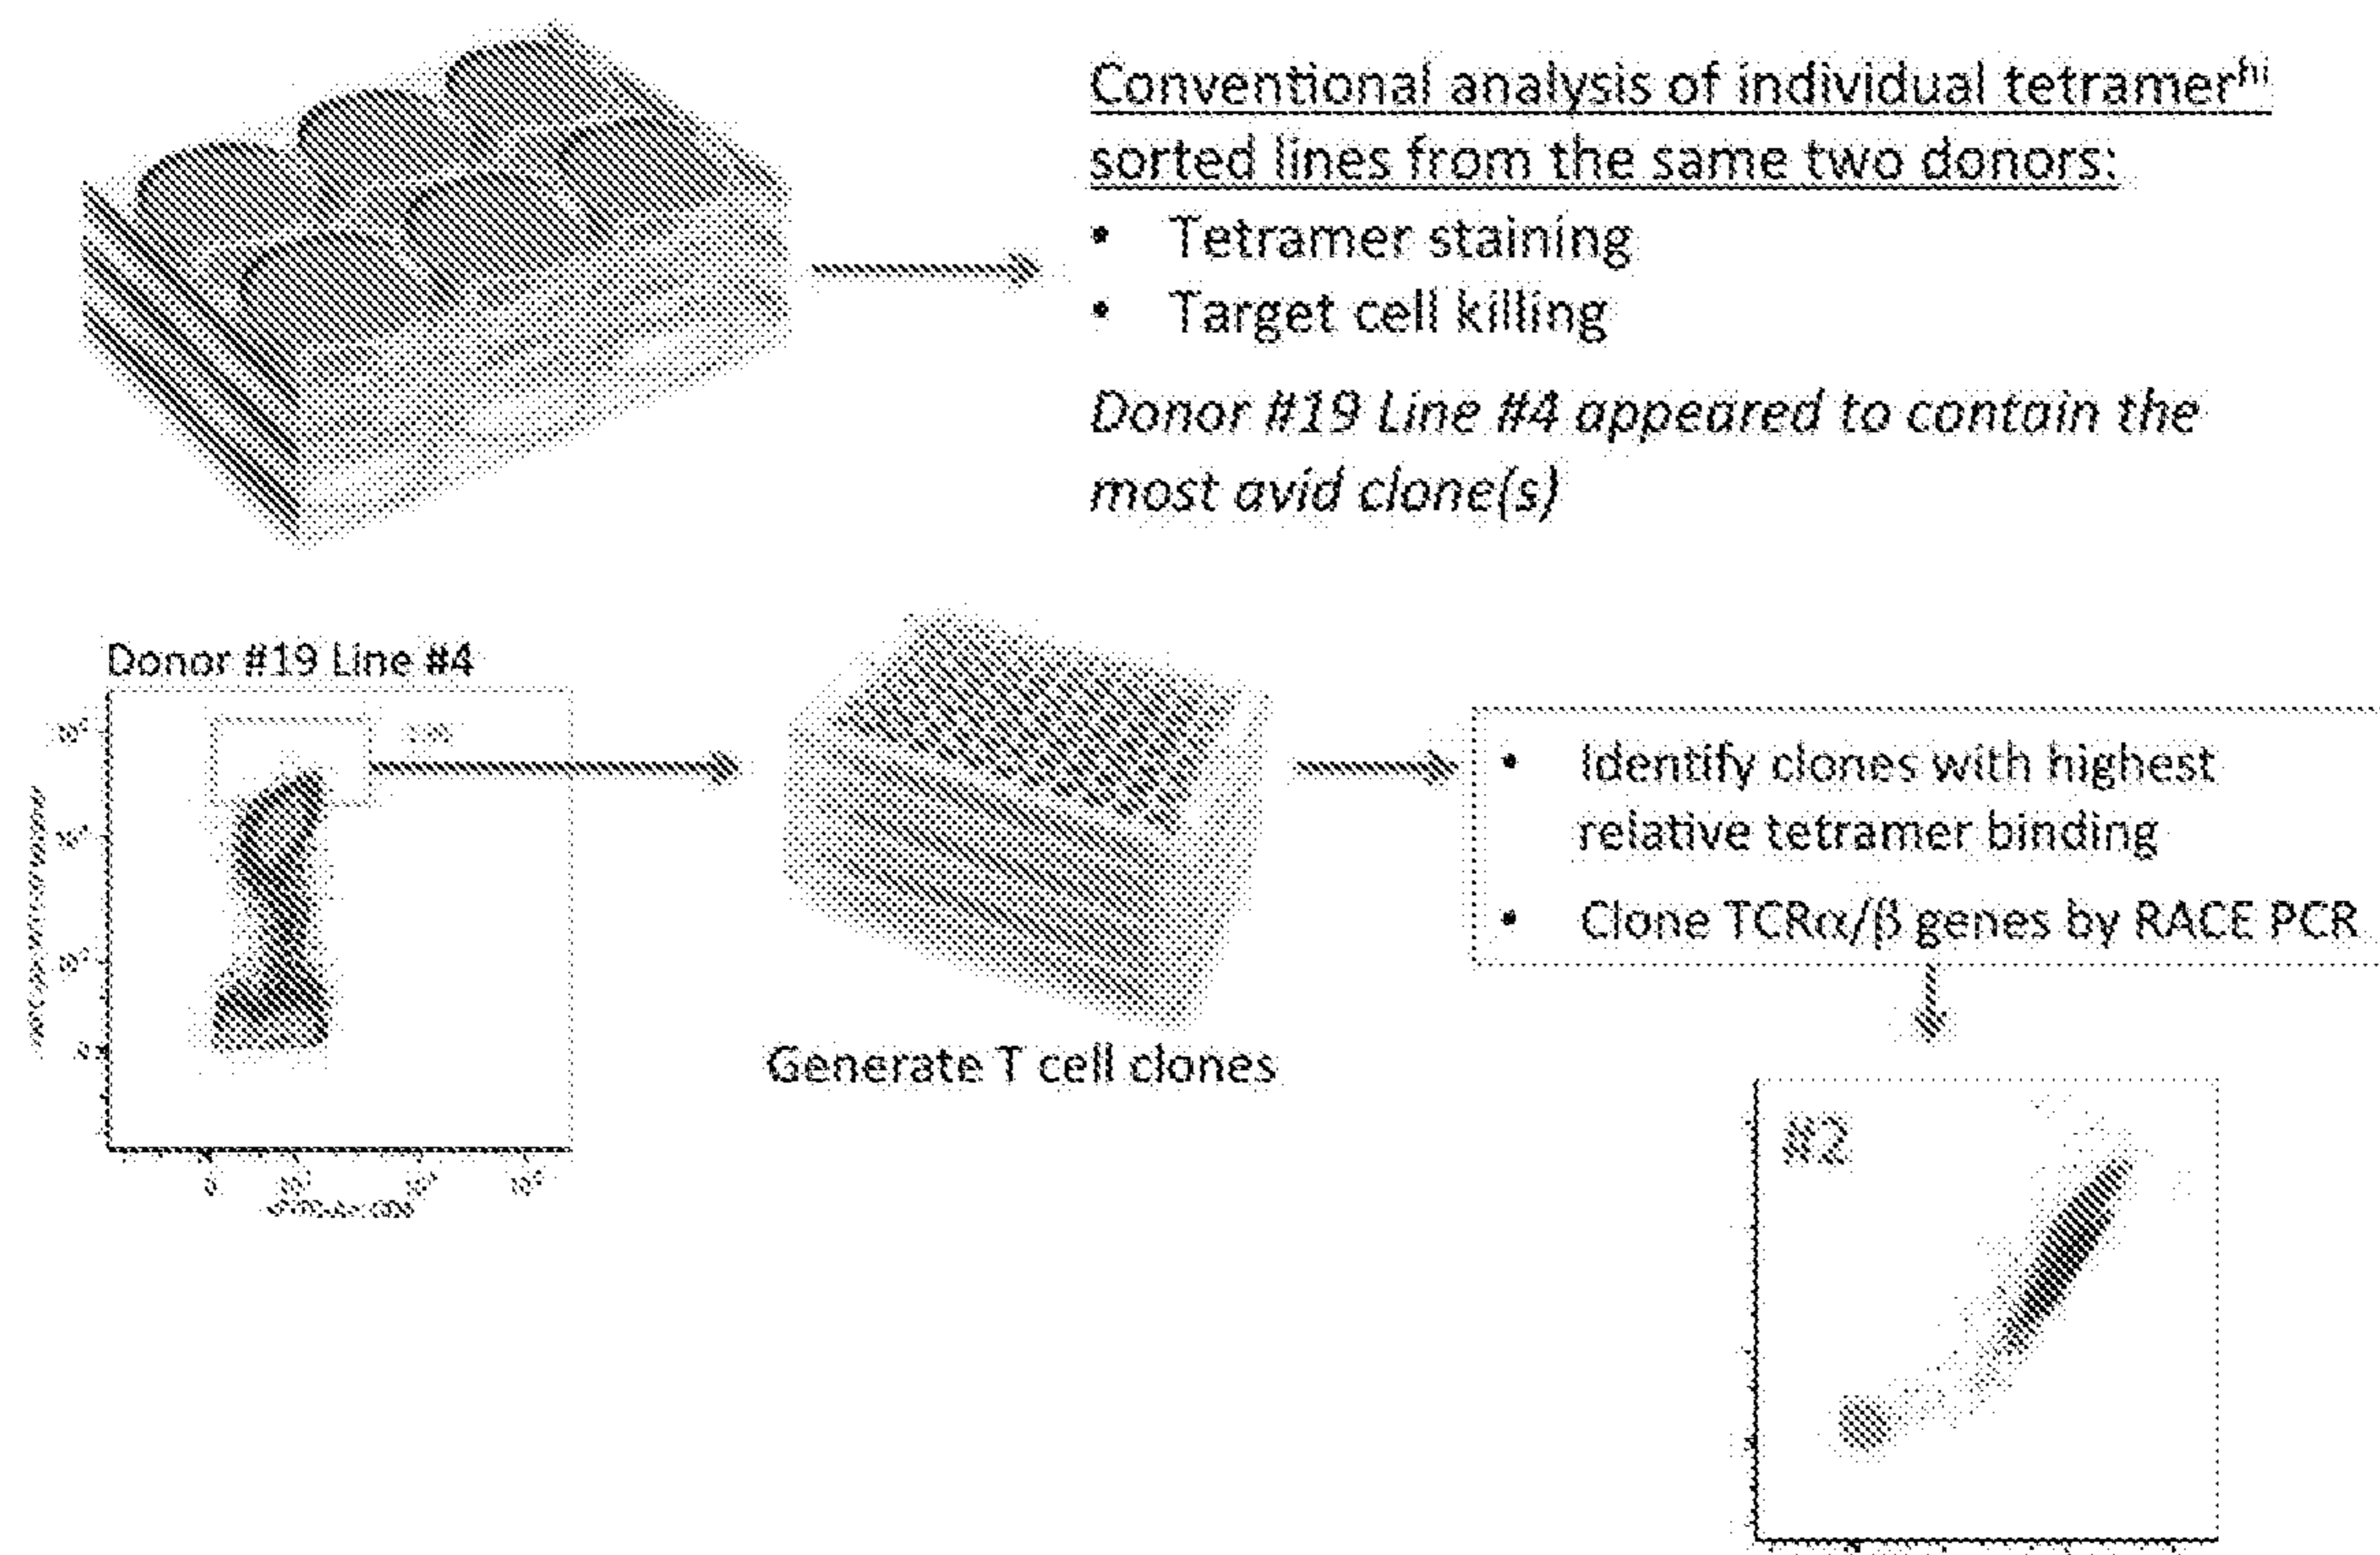 Conventional analysis of individual tetramerʰⁱ
sorted lines from the same two donors:
• Tetramer staining
• Target cell killing
Donor #19 Line #4 appeared to contain the
most avid clone(s)
Donor #19 Line #4
Generate T cell clones
• Identify clones with highest
relative tetramer binding
• Clone TCRα/β genes by RACE PCR
#2